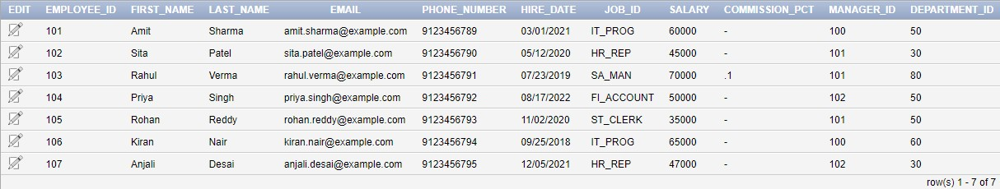 EDIT EMPLOYEE_ID FIRST_NAME LAST_NAME EMAIL PHONE_NUMBER HIRE_DATE JOB_ID SALARY COMMISSION_PCT MANAGER_ID DEPARTMENT_ID
101 Amit Sharma amit.sharma@example.com 9123456789 03/01/2021 IT_PROG 60000 - 100 50
102 Sita Patel sita.patel@example.com 9123456790 05/12/2020 HR_REP 45000 - 101 30
103 Rahul Verma rahul.verma@example.com 9123456791 07/23/2019 SA_MAN 70000 .1 101 80
104 Priya Singh priya.singh@example.com 9123456792 08/17/2022 FI_ACCOUNT 50000 - 102 50
105 Rohan Reddy rohan.reddy@example.com 9123456793 11/02/2020 ST_CLERK 35000 - 101 50
106 Kiran Nair kiran.nair@example.com 9123456794 09/25/2018 IT_PROG 65000 - 100 60
107 Anjali Desai anjali.desai@example.com 9123456795 12/05/2021 HR_REP 47000 - 102 30
row(s) 1 - 7 of 7